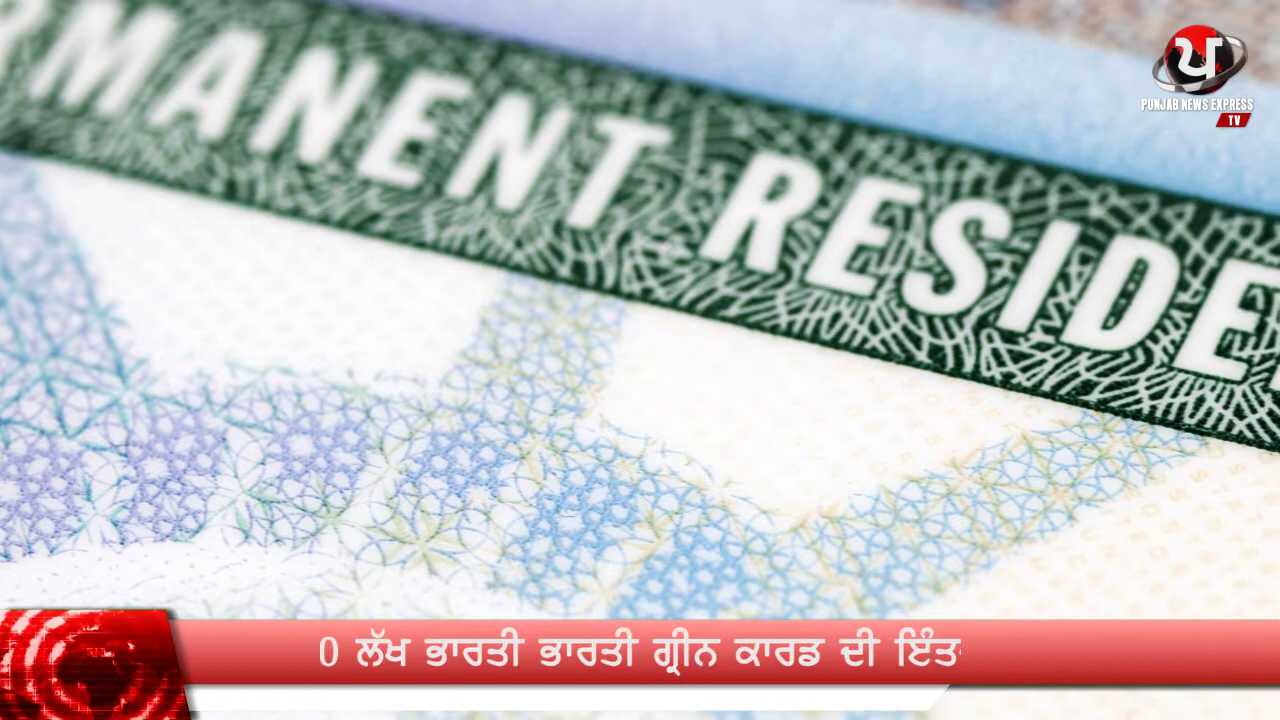 RMANENT RESIDE
ਪ
PUNJAB NEWS EXPRESS
TV
0 ਲੱਖ ਭਾਰਤੀ ਭਾਰਤੀ ਗ੍ਰੀਨ ਕਾਰਡ ਦੀ ਇੰਤ